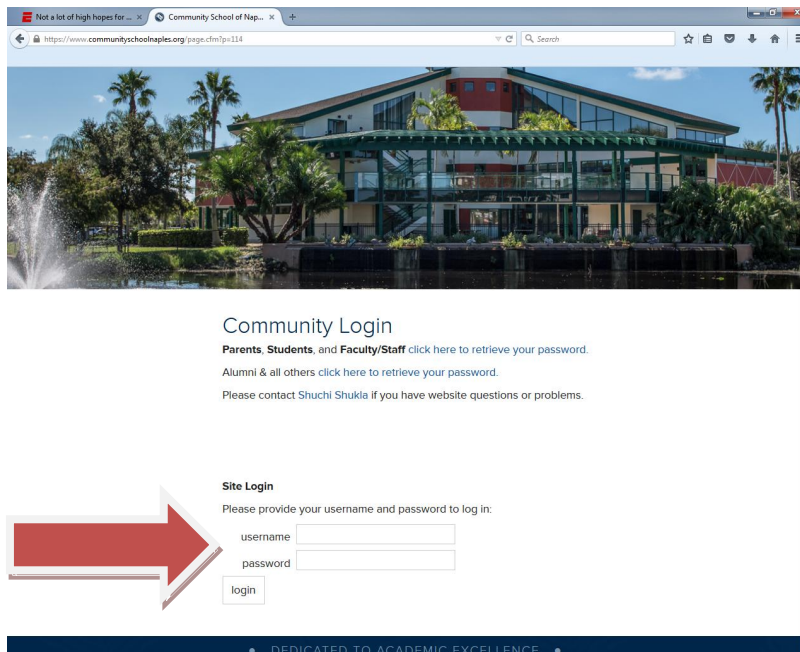 Not a lot of high hopes for ...
Community School of Nap...
https://www.communityschoolnaples.org/page.cfm?p=114
Search
Community Login
Parents, Students, and Faculty/Staff click here to retrieve your password.
Alumni & all others click here to retrieve your password.
Please contact Shuchi Shukla if you have website questions or problems.
Site Login
Please provide your username and password to log in:
username
password
login
• DEDICATED TO ACADEMIC EXCELLENCE •